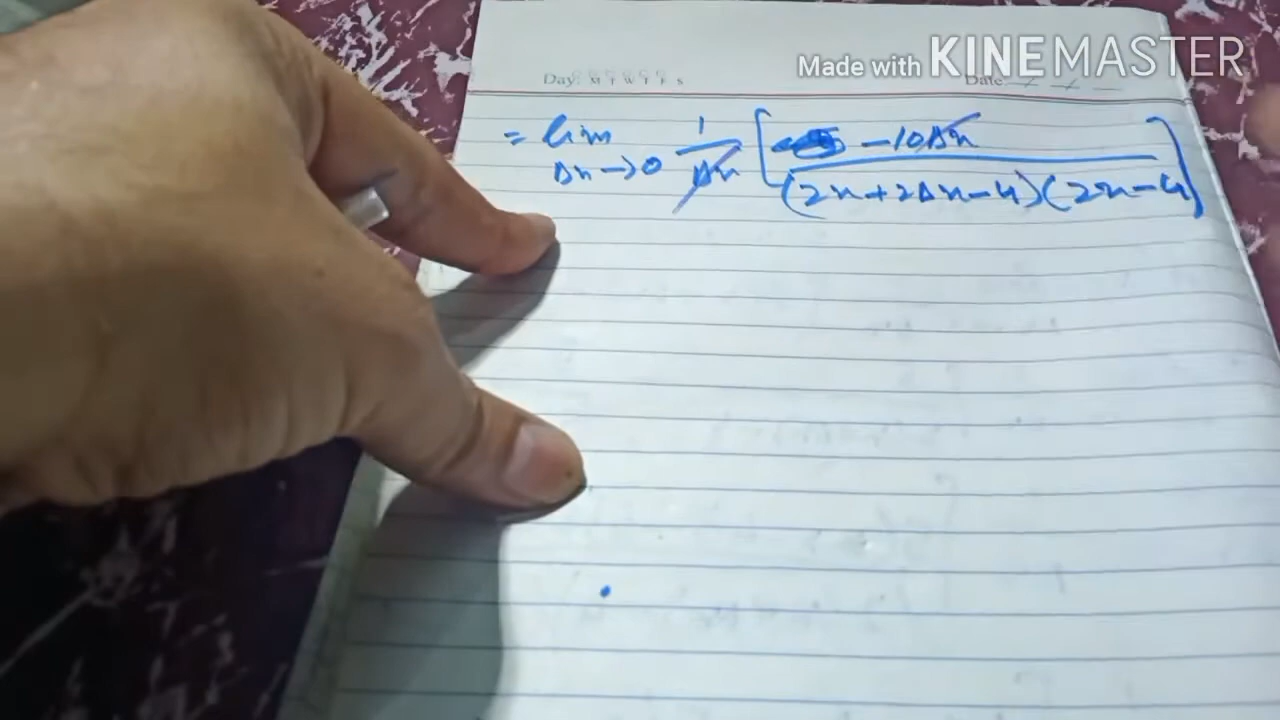 Made with KINEMASTER
Day: M T W T F S Date:
= lim Δx→0 1/Δx [ -10Δx / (2x+2Δx-4)(2x-4) ]